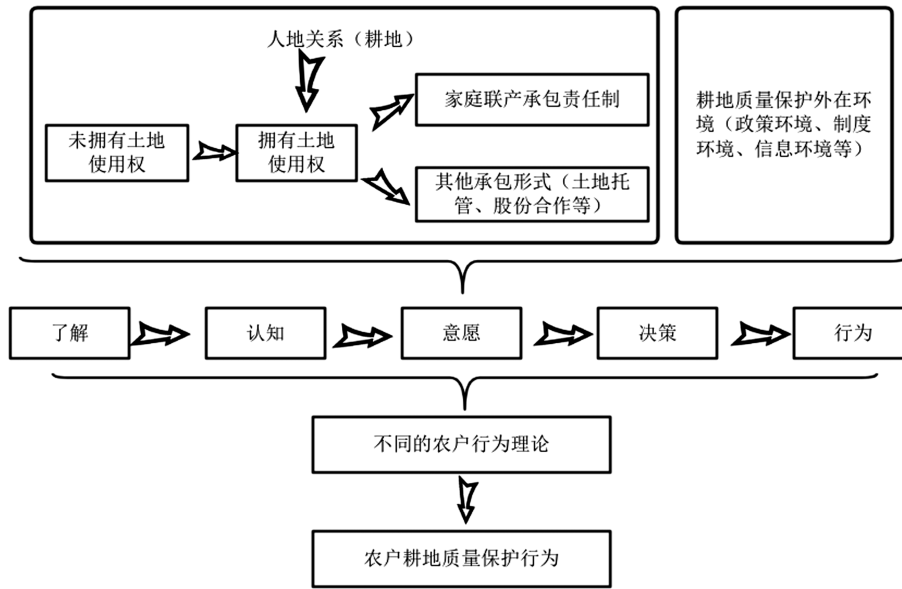 人地关系（耕地）
家庭联产承包责任制
未拥有土地
使用权
拥有土地
使用权
其他承包形式（土地托
管、股份合作等）
耕地质量保护外在环
境（政策环境、制度
环境、信息环境等）
了解
认知
意愿
决策
行为
不同的农户行为理论
农户耕地质量保护行为